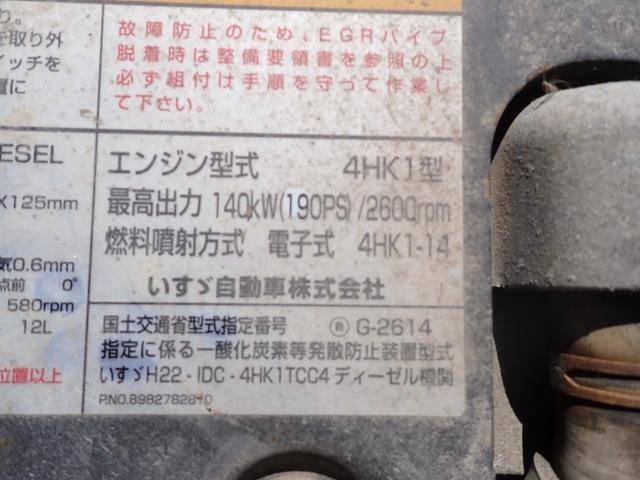 り。
を取り外
イッチを
置に
故障防止のため、EGRパイプ
脱着時は整備要領書を参照の上
必ず組付け手順を守って作業し
て下さい。
ESEL
X125mm
気0.6mm
点前 0°
580rpm
12L
位置以上
エンジン型式 4HK1型
最高出力 140kW(190PS)/2600rpm
燃料噴射方式 電子式 4HK1-14
いすゞ自動車株式会社
国土交通省型式指定番号 G-2614
指定に係る一酸化炭素等発散防止装置型式
いすゞH22-IDC-4HK1TCC4ディーゼル機関
P.NO.8982782810